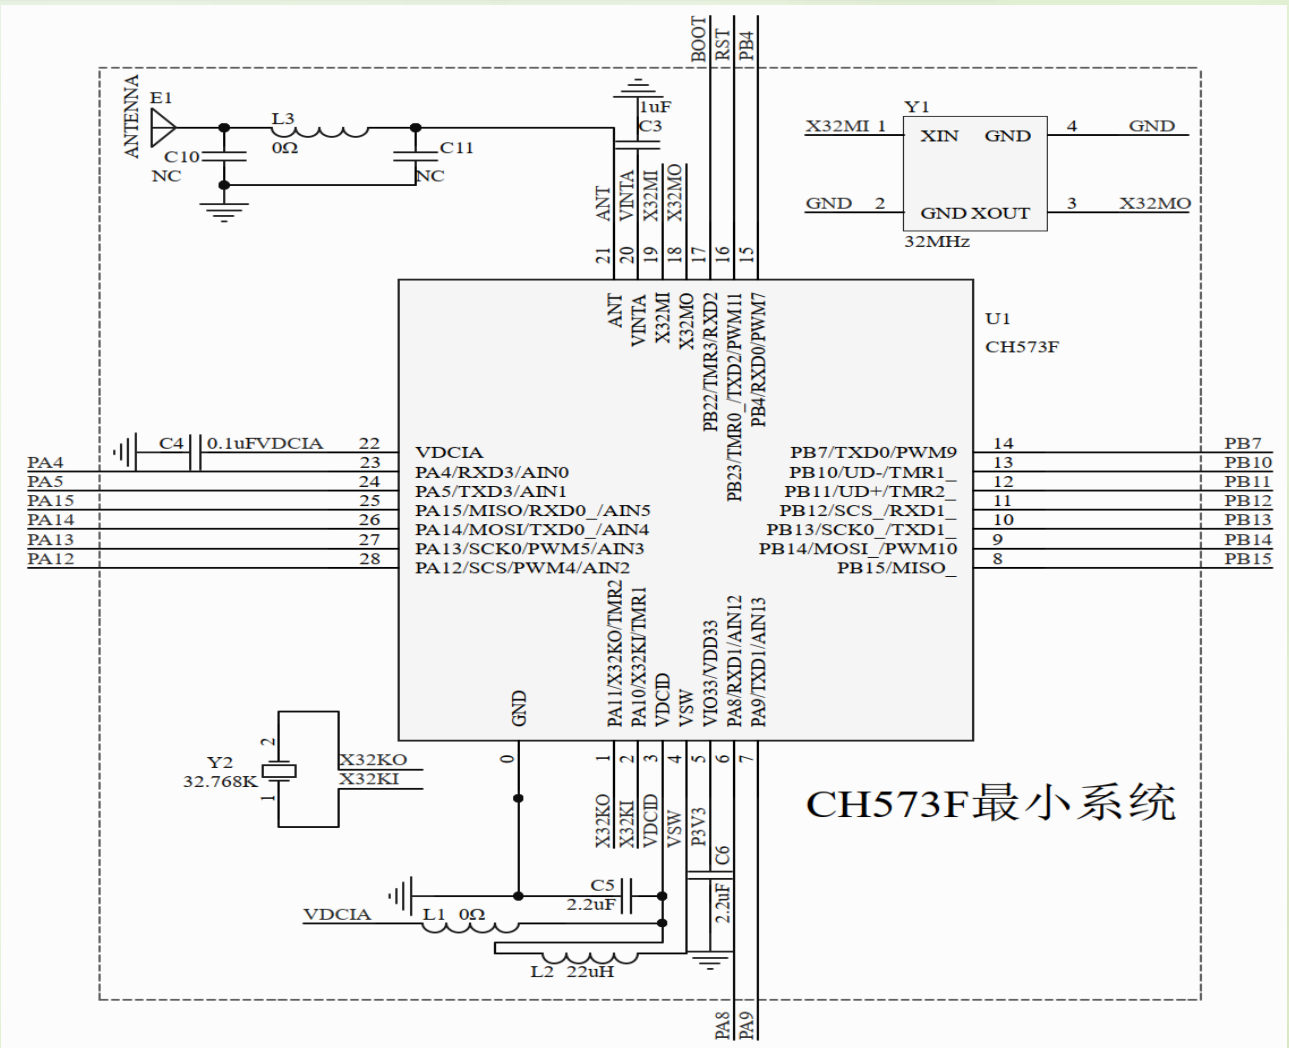 BOOT
RST
PB4
ANTENNA
E1
L3
0Ω
C10
NC
C11
NC
1uF
C3
ANT
VINTA
X32MI
X32MO
21
20
19
18
17
16
15
Y1
X32MI 1
XIN GND
4 GND
GND 2
GND XOUT
3 X32MO
32MHz
ANT
VINTA
X32MI
X32MO
PB22/TMR3/RXD2
PB23/TMR0_/TXD2/PWM11
PB4/RXD0/PWM7
U1
CH573F
C4 0.1uFVDCIA 22
VDCIA
PA4 23
PA4/RXD3/AIN0
PA5 24
PA5/TXD3/AIN1
PA15 25
PA15/MISO/RXD0_/AIN5
PA14 26
PA14/MOSI/TXD0_/AIN4
PA13 27
PA13/SCK0/PWM5/AIN3
PA12 28
PA12/SCS/PWM4/AIN2
PB7/TXD0/PWM9 14 PB7
PB10/UD-/TMR1_ 13 PB10
PB11/UD+/TMR2_ 12 PB11
PB12/SCS_/RXD1_ 11 PB12
PB13/SCK0_/TXD1_ 10 PB13
PB14/MOSI_/PWM10 9 PB14
PB15/MISO_ 8 PB15
GND
PA11/X32KO/TMR2
PA10/X32KI/TMR1
VDCID
VSW
VIO33/VDD33
PA8/RXD1/AIN12
PA9/TXD1/AIN13
0
1
2
3
4
5
6
7
X32KO
X32KI
VDCID
VSW
P3V3
Y2
32.768K
2
1
X32KO
X32KI
CH573F最小系统
C6
2.2uF
C5
2.2uF
VDCIA L1 0Ω
L2 22uH
PA8
PA9